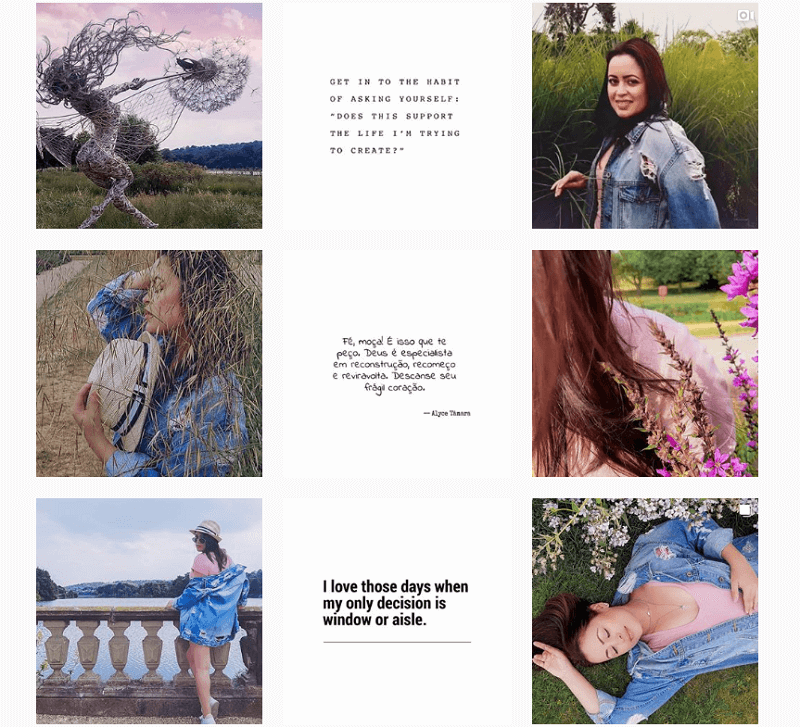 GET IN TO THE HABIT
OF ASKING YOURSELF:
"DOES THIS SUPPORT
THE LIFE I'M TRYING
TO CREATE?"
Fé, moça! É isso que te
peço. Deus é especialista
em reconstrução, recomeço
e reviravolta. Descanse seu
frágil coração.
— Alyce Tâmara
I love those days when
my only decision is
window or aisle.